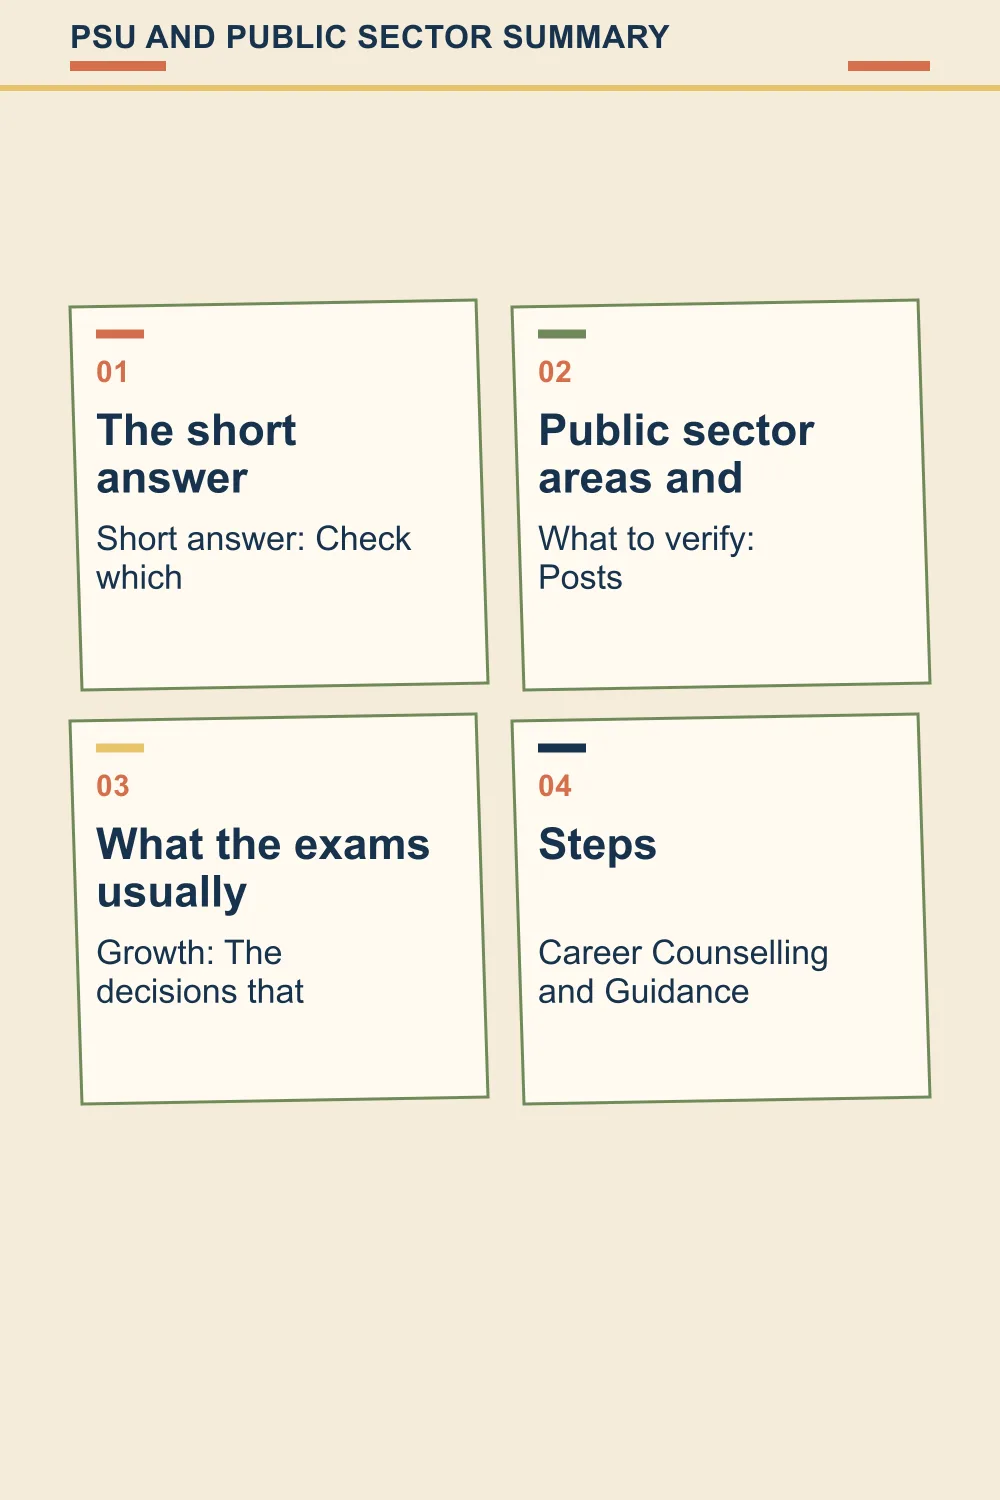 PSU AND PUBLIC SECTOR SUMMARY
01
The short
answer
Short answer: Check
which
02
Public sector
areas and
What to verify:
Posts
03
What the exams
usually
Growth: The
decisions that
04
Steps
Career Counselling
and Guidance